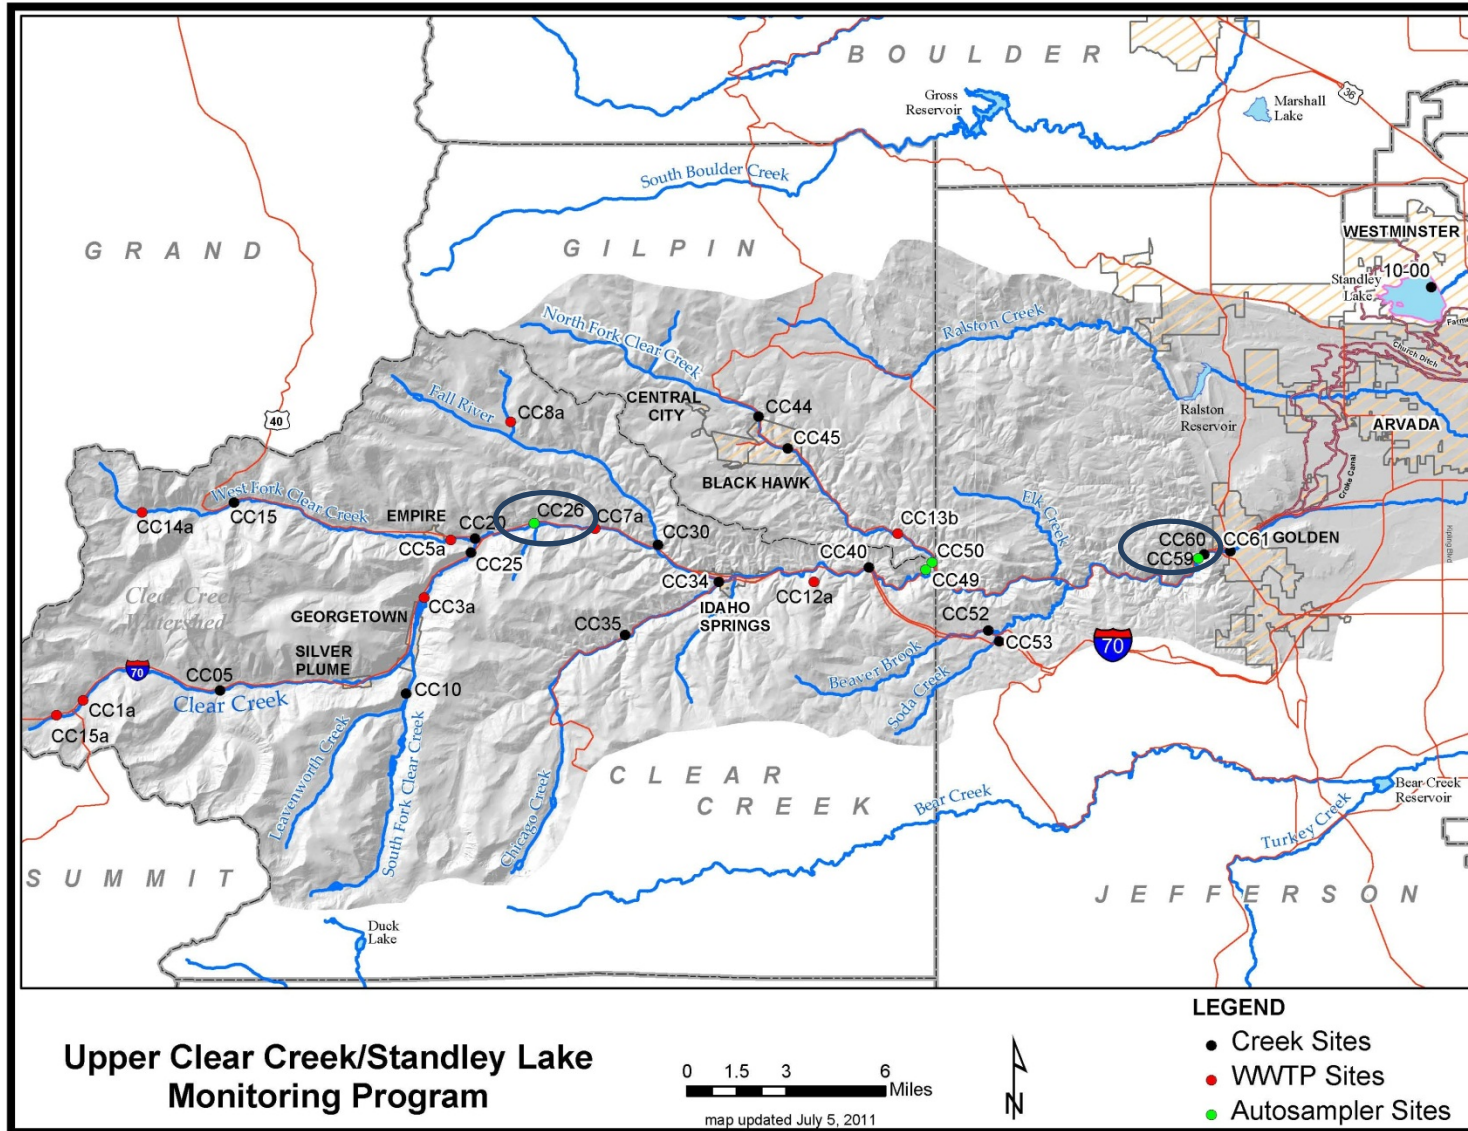 BOULDER
Gross
Reservoir
Marshall
Lake
36
South Boulder Creek
GRAND
GILPIN
WESTMINSTER
10-00
Standley
Lake
Farme
Church Ditch
North Fork Clear Creek
Ralston Creek
Fall River
CENTRAL
CITY
CC8a
CC44
Ralston
Reservoir
40
CC45
ARVADA
Croke Canal
BLACK HAWK
West Fork Clear Creek
Elk Creek
CC14a
CC15
EMPIRE
CC26
CC20
CC7a
CC30
CC13b
CC60
CC61
GOLDEN
Kipling Blvd
CC5a
CC25
CC40
CC50
CC59
CC49
CC34
CC12a
Clear Creek
Watershed
CC3a
GEORGETOWN
IDAHO
SPRINGS
CC52
CC35
CC53
70
SILVER
PLUME
70
CC05
Clear Creek
CC10
Beaver Brook
Soda Creek
CC1a
CC15a
Leavenworth Creek
South Fork Clear Creek
Chicago Creek
CLEAR
CREEK
Bear Creek
Bear Creek
Reservoir
Turkey Creek
SUMMIT
JEFFERSON
Duck
Lake
Upper Clear Creek/Standley Lake
Monitoring Program
0 1.5 3 6
Miles
map updated July 5, 2011
N
LEGEND
Creek Sites
WWTP Sites
Autosampler Sites